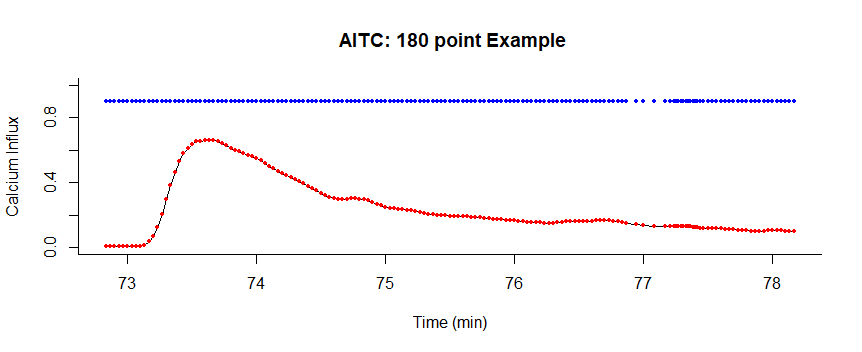 AITC: 180 point Example
Calcium Influx
0.8
0.4
0.0
73 74 75 76 77 78
Time (min)